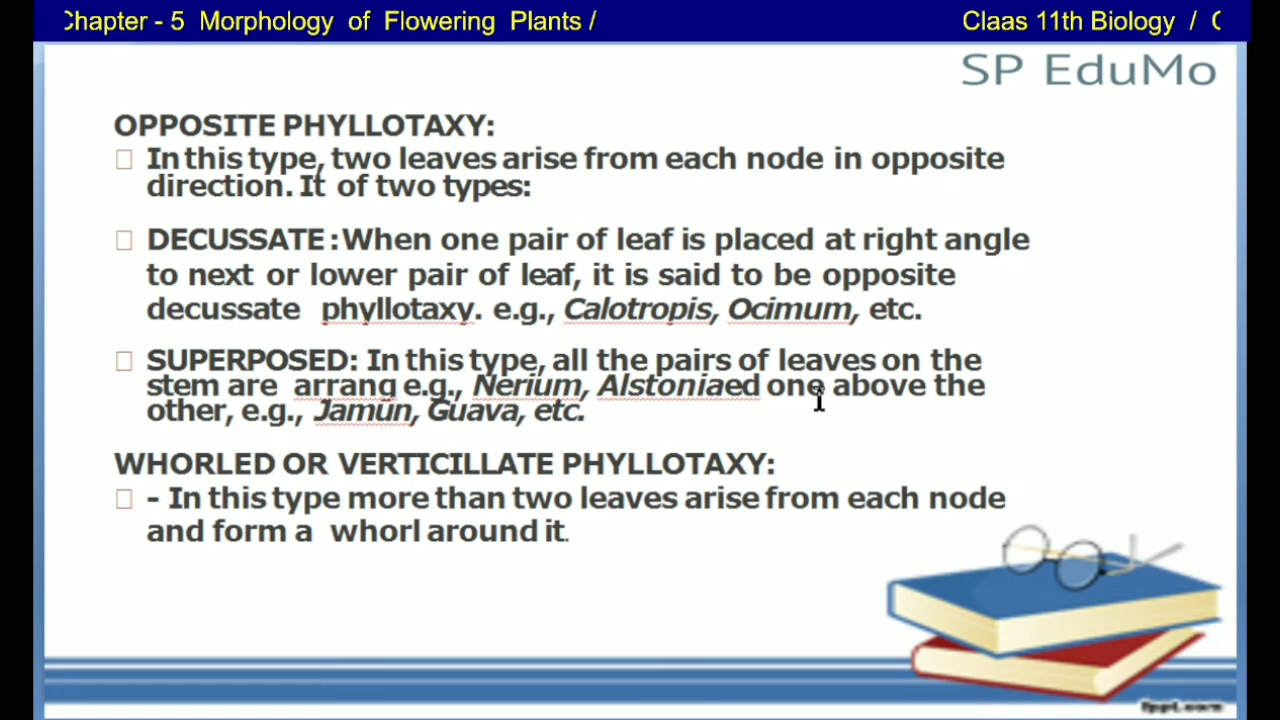 Chapter - 5 Morphology of Flowering Plants /
Claas 11th Biology / C
SP EduMo
OPPOSITE PHYLLOTAXY:
In this type, two leaves arise from each node in opposite
direction. It of two types:
DECUSSATE : When one pair of leaf is placed at right angle
to next or lower pair of leaf, it is said to be opposite
decussate phyllotaxy. e.g., Calotropis, Ocimum, etc.
SUPERPOSED: In this type, all the pairs of leaves on the
stem are arrang e.g., Nerium, Alstoniaed one above the
other, e.g., Jamun, Guava, etc.
WHORLED OR VERTICILLATE PHYLLOTAXY:
- In this type more than two leaves arise from each node
and form a whorl around it.
fppt.com